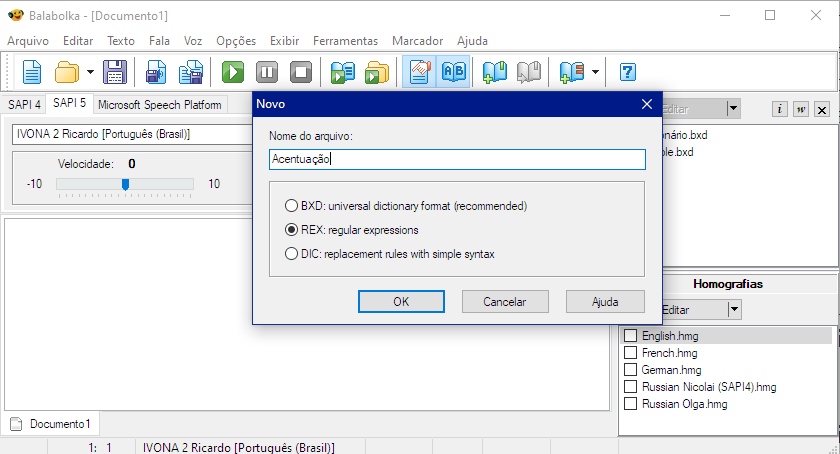 Balabolka - [Documento1]
Arquivo Editar Texto Fala Voz Opções Exibir Ferramentas Marcador Ajuda
SAPI 4 SAPI 5 Microsoft Speech Platform
IVONA 2 Ricardo [Português (Brasil)]
Velocidade: 0
-10 10
Novo
Nome do arquivo:
Acentuação
BXD: universal dictionary format (recommended)
REX: regular expressions
DIC: replacement rules with simple syntax
OK Cancelar Ajuda
Editar
nário.bxd
ple.bxd
Homografias
Editar
English.hmg
French.hmg
German.hmg
Russian Nicolai (SAPI4).hmg
Russian Olga.hmg
Documento1
1: 1 IVONA 2 Ricardo [Português (Brasil)]